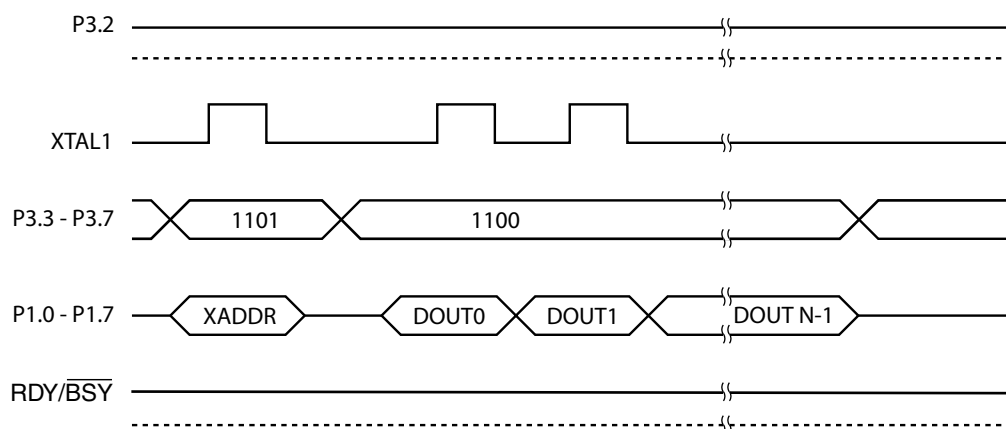 P3.2
XTAL1
P3.3 - P3.7 1101 1100
P1.0 - P1.7 XADDR DOUT0 DOUT1 DOUT N-1
RDY/B̅S̅Y̅